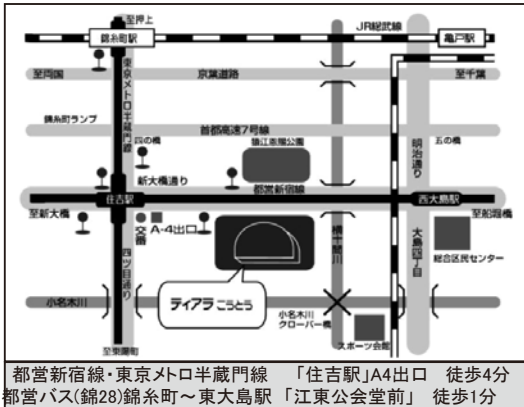 至押上
JR総武線
錦糸町駅
亀戸駅
至両国
京葉道路
至千葉
東京メトロ半蔵門線
錦糸町ランプ
首都高速7号線
四の橋
猿江恩賜公園
明治通り
五の橋
新大橋通り
都営新宿線
住吉駅
西大島駅
至新大橋
至船堀橋
交番
A-4出口
四ツ目通り
横十間川
大島四丁目
総合区民センター
ティアラこうとう
小名木川
小名木川
クローバー橋
スポーツ会館
至東陽町
都営新宿線・東京メトロ半蔵門線 「住吉駅」A4出口 徒歩4分
都営バス(錦28)錦糸町～東大島駅 「江東公会堂前」 徒歩1分